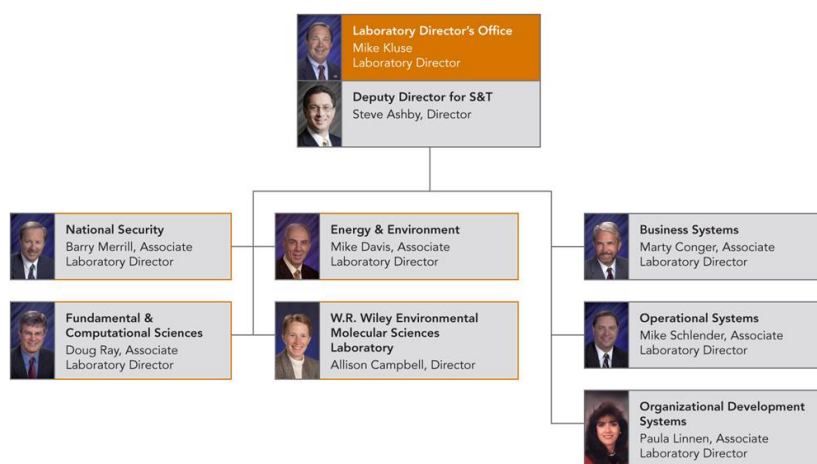 Laboratory Director's Office
Mike Kluse
Laboratory Director
Deputy Director for S&T
Steve Ashby, Director
National Security
Barry Merrill, Associate
Laboratory Director
Energy & Environment
Mike Davis, Associate
Laboratory Director
Business Systems
Marty Conger, Associate
Laboratory Director
Fundamental &
Computational Sciences
Doug Ray, Associate
Laboratory Director
W.R. Wiley Environmental
Molecular Sciences
Laboratory
Allison Campbell, Director
Operational Systems
Mike Schlender, Associate
Laboratory Director
Organizational Development
Systems
Paula Linnen, Associate
Laboratory Director